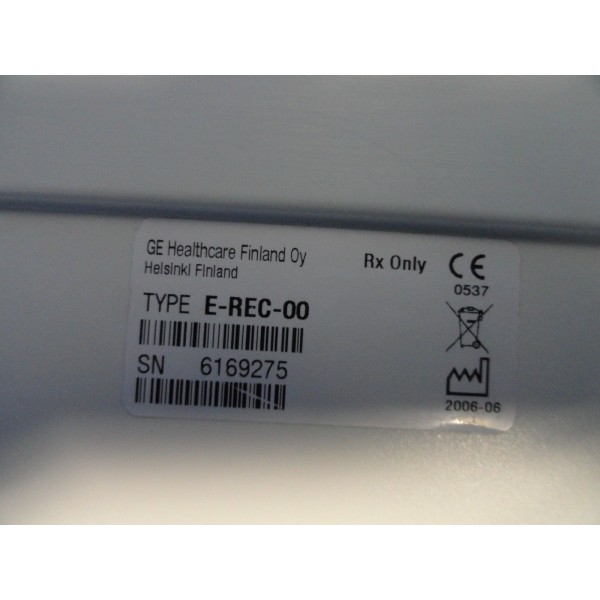 GE Healthcare Finland Oy
Helsinki Finland
Rx Only
CE
0537
TYPE E-REC-00
SN 6169275
2006-06